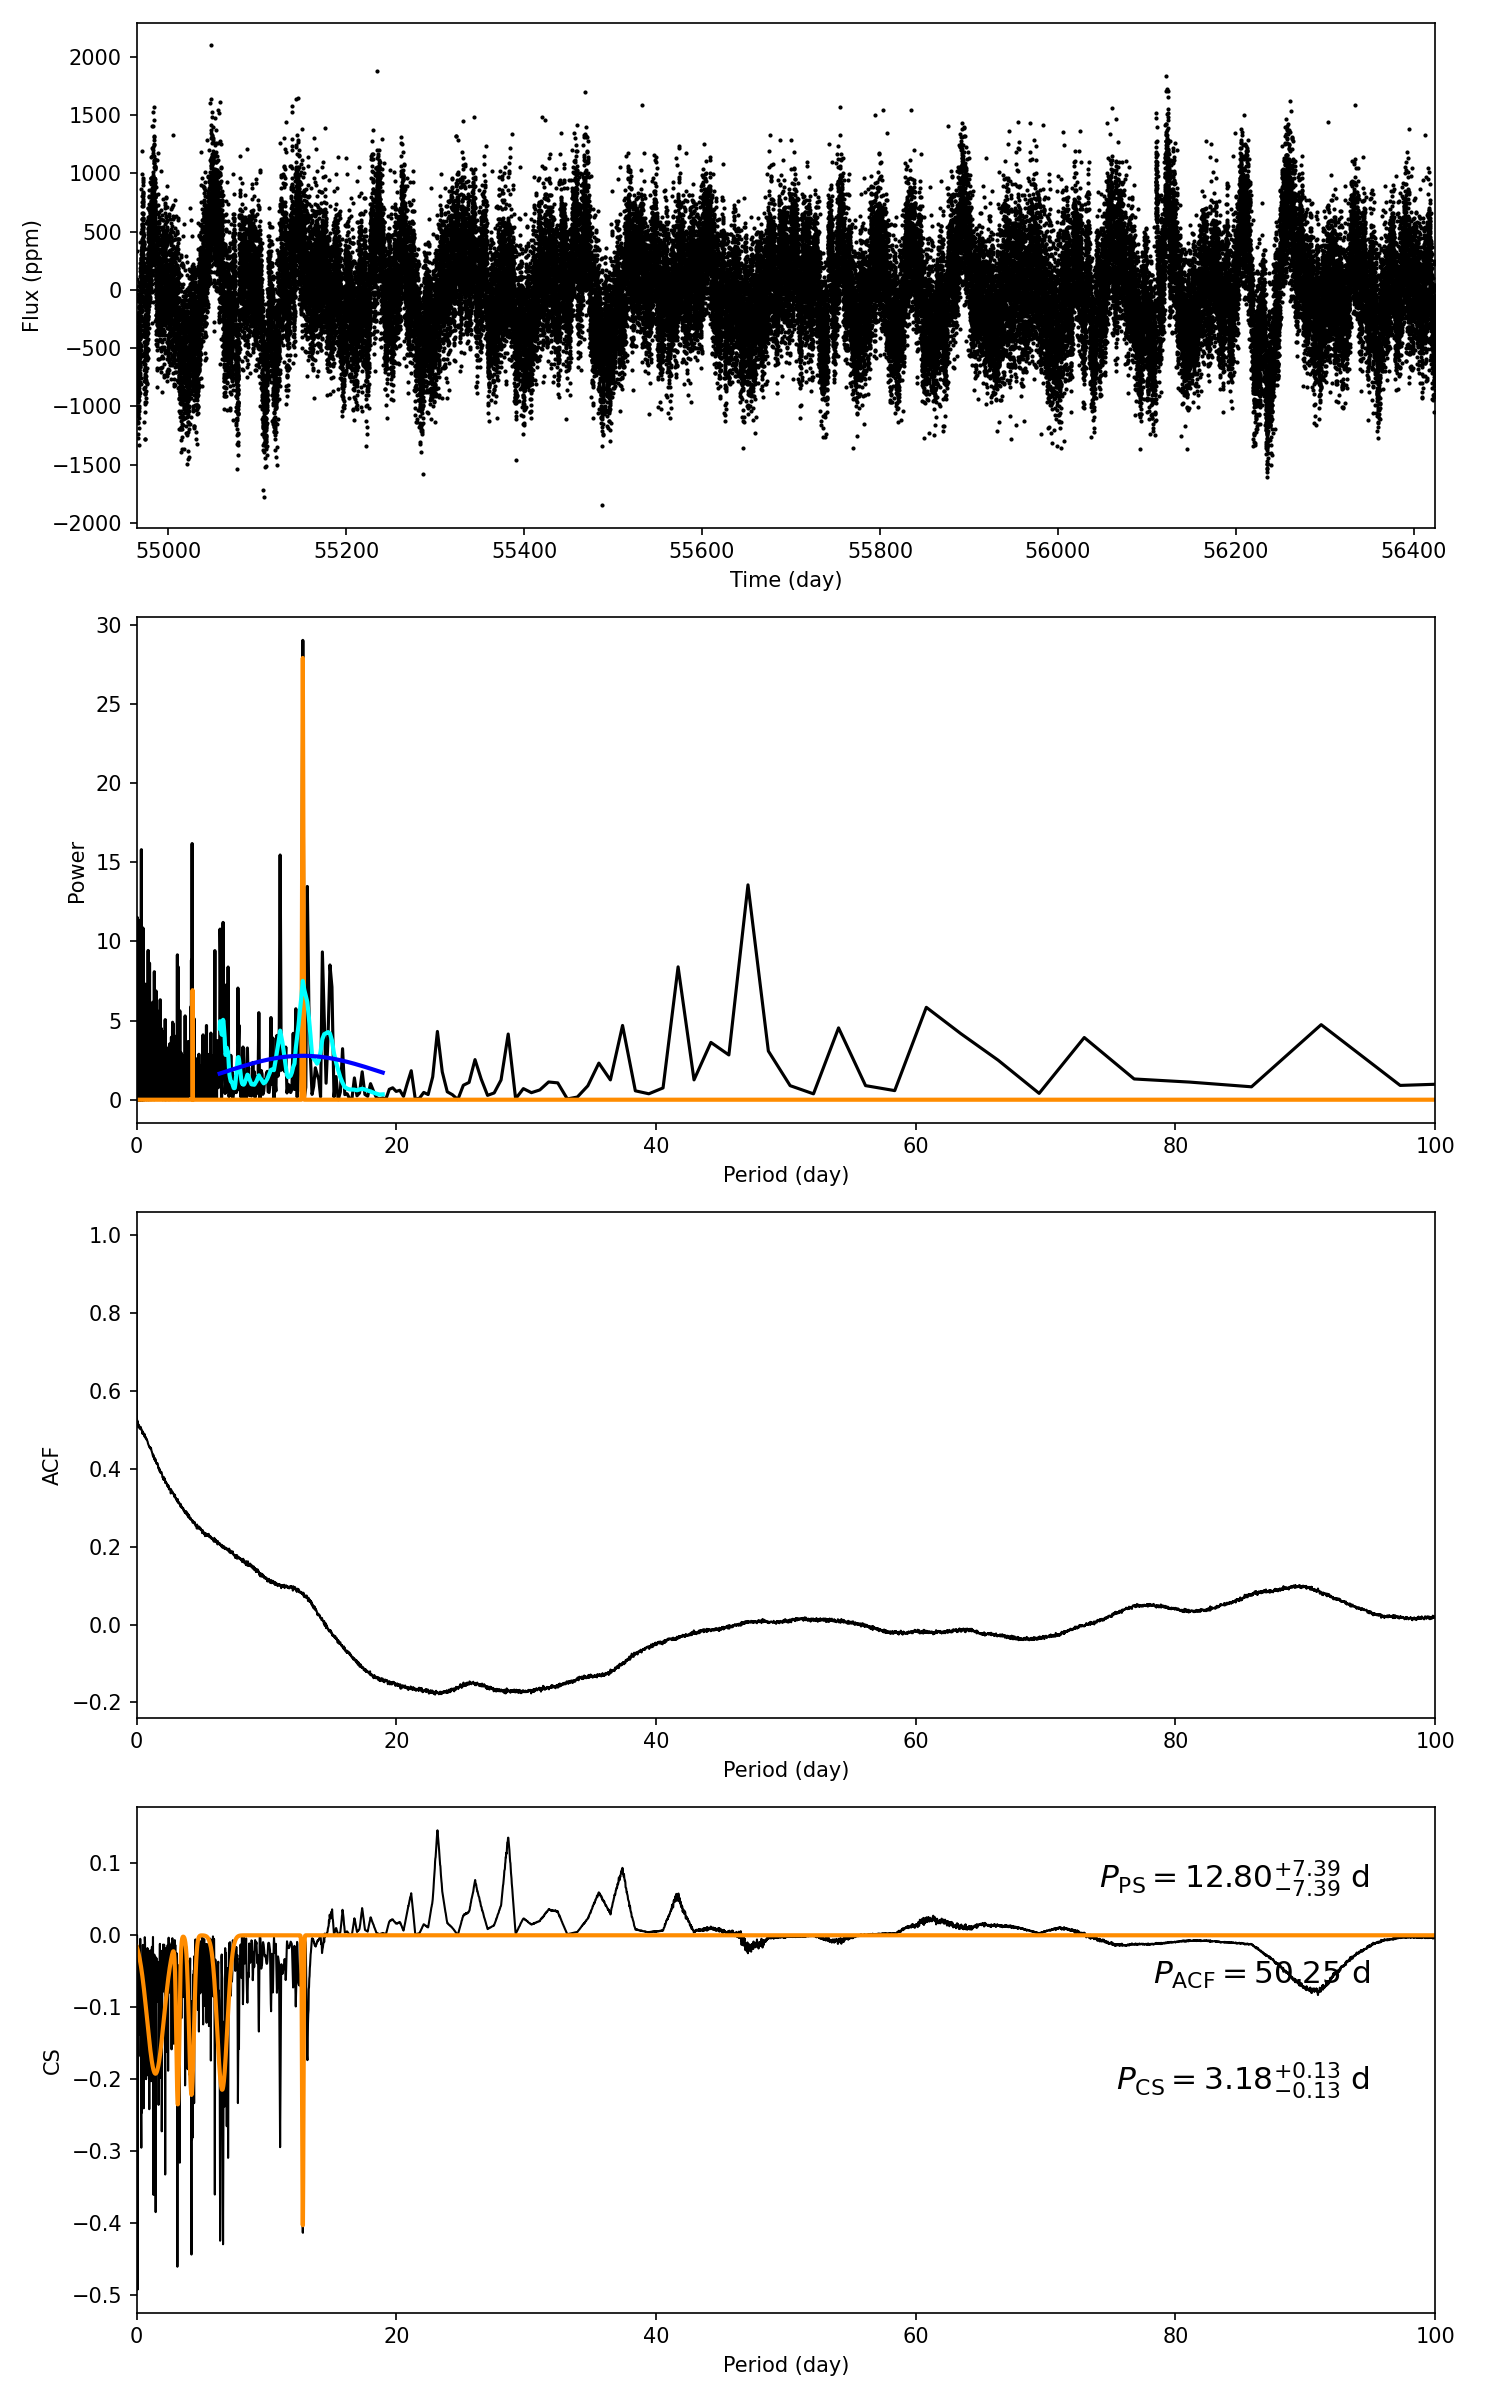 2000
1500
1000
500
0
−500
−1000
−1500
−2000
Flux (ppm)
55000 55200 55400 55600 55800 56000 56200 56400
Time (day)
30
25
20
15
10
5
0
Power
0 20 40 60 80 100
Period (day)
1.0
0.8
0.6
0.4
0.2
0.0
−0.2
ACF
0 20 40 60 80 100
Period (day)
0.1
0.0
−0.1
−0.2
−0.3
−0.4
−0.5
CS
P_PS = 12.80 +7.39 −7.39 d
P_ACF = 50.25 d
P_CS = 3.18 +0.13 −0.13 d
0 20 40 60 80 100
Period (day)